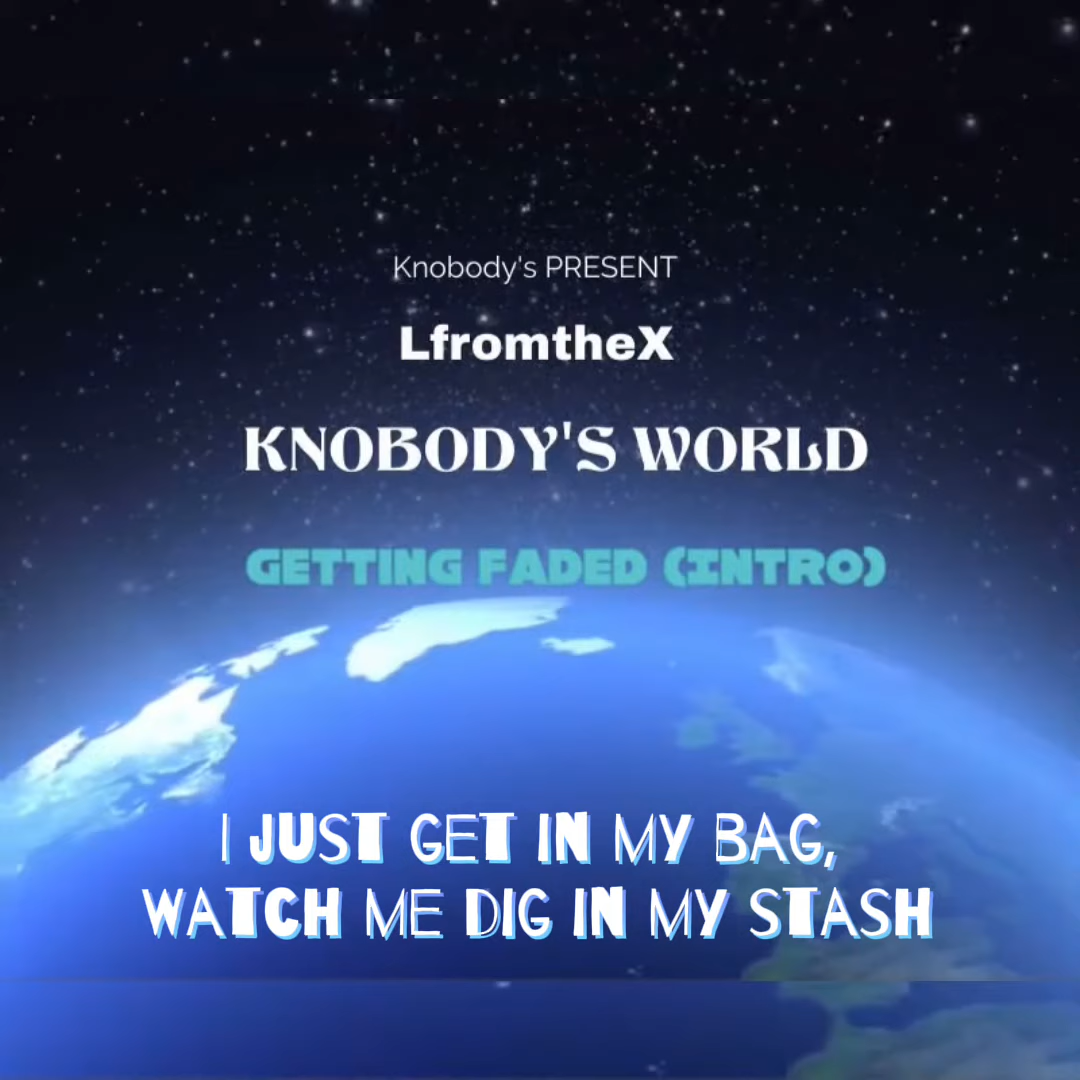 Knobody's PRESENT
LfromtheX
KNOBODY'S WORLD
GETTING FADED (INTRO)
I JUST GET IN MY BAG,
WATCH ME DIG IN MY STASH